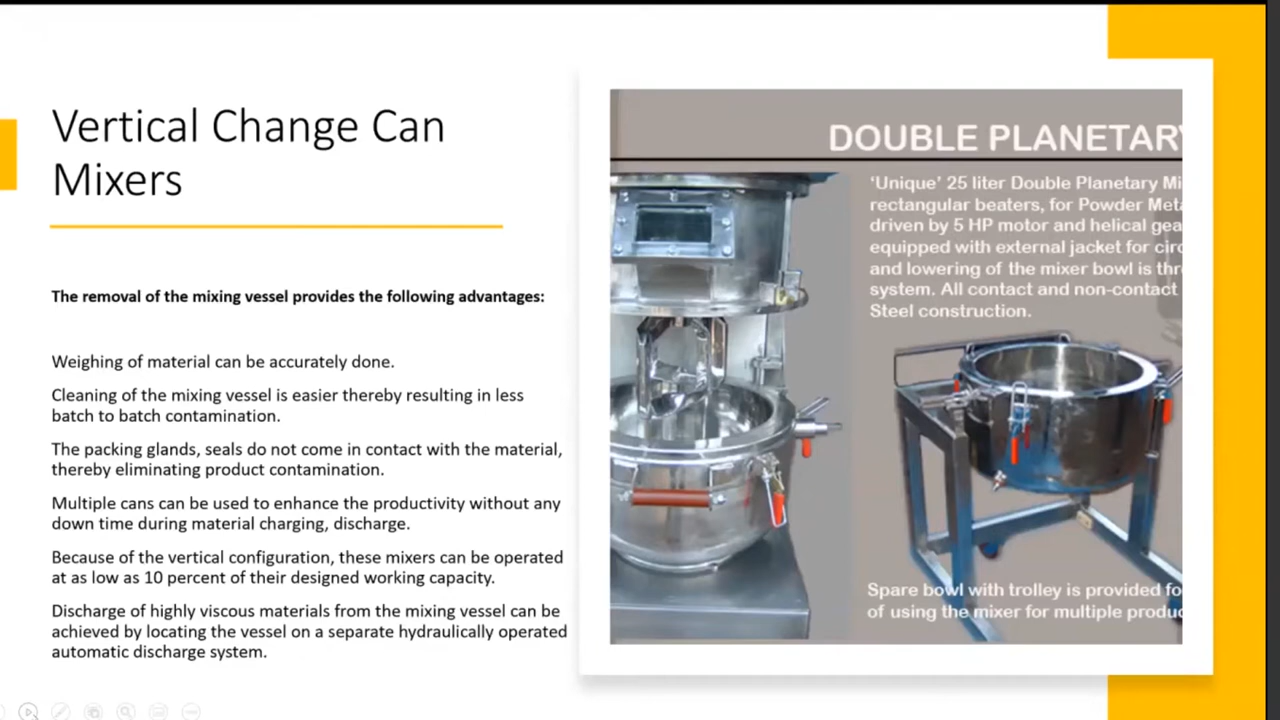 Vertical Change Can
Mixers
The removal of the mixing vessel provides the following advantages:
Weighing of material can be accurately done.
Cleaning of the mixing vessel is easier thereby resulting in less
batch to batch contamination.
The packing glands, seals do not come in contact with the material,
thereby eliminating product contamination.
Multiple cans can be used to enhance the productivity without any
down time during material charging, discharge.
Because of the vertical configuration, these mixers can be operated
at as low as 10 percent of their designed working capacity.
Discharge of highly viscous materials from the mixing vessel can be
achieved by locating the vessel on a separate hydraulically operated
automatic discharge system.
DOUBLE PLANETARY
‘Unique’ 25 liter Double Planetary Mi
rectangular beaters, for Powder Meta
driven by 5 HP motor and helical gea
equipped with external jacket for circ
and lowering of the mixer bowl is thr
system. All contact and non-contact
Steel construction.
Spare bowl with trolley is provided fo
of using the mixer for multiple produc